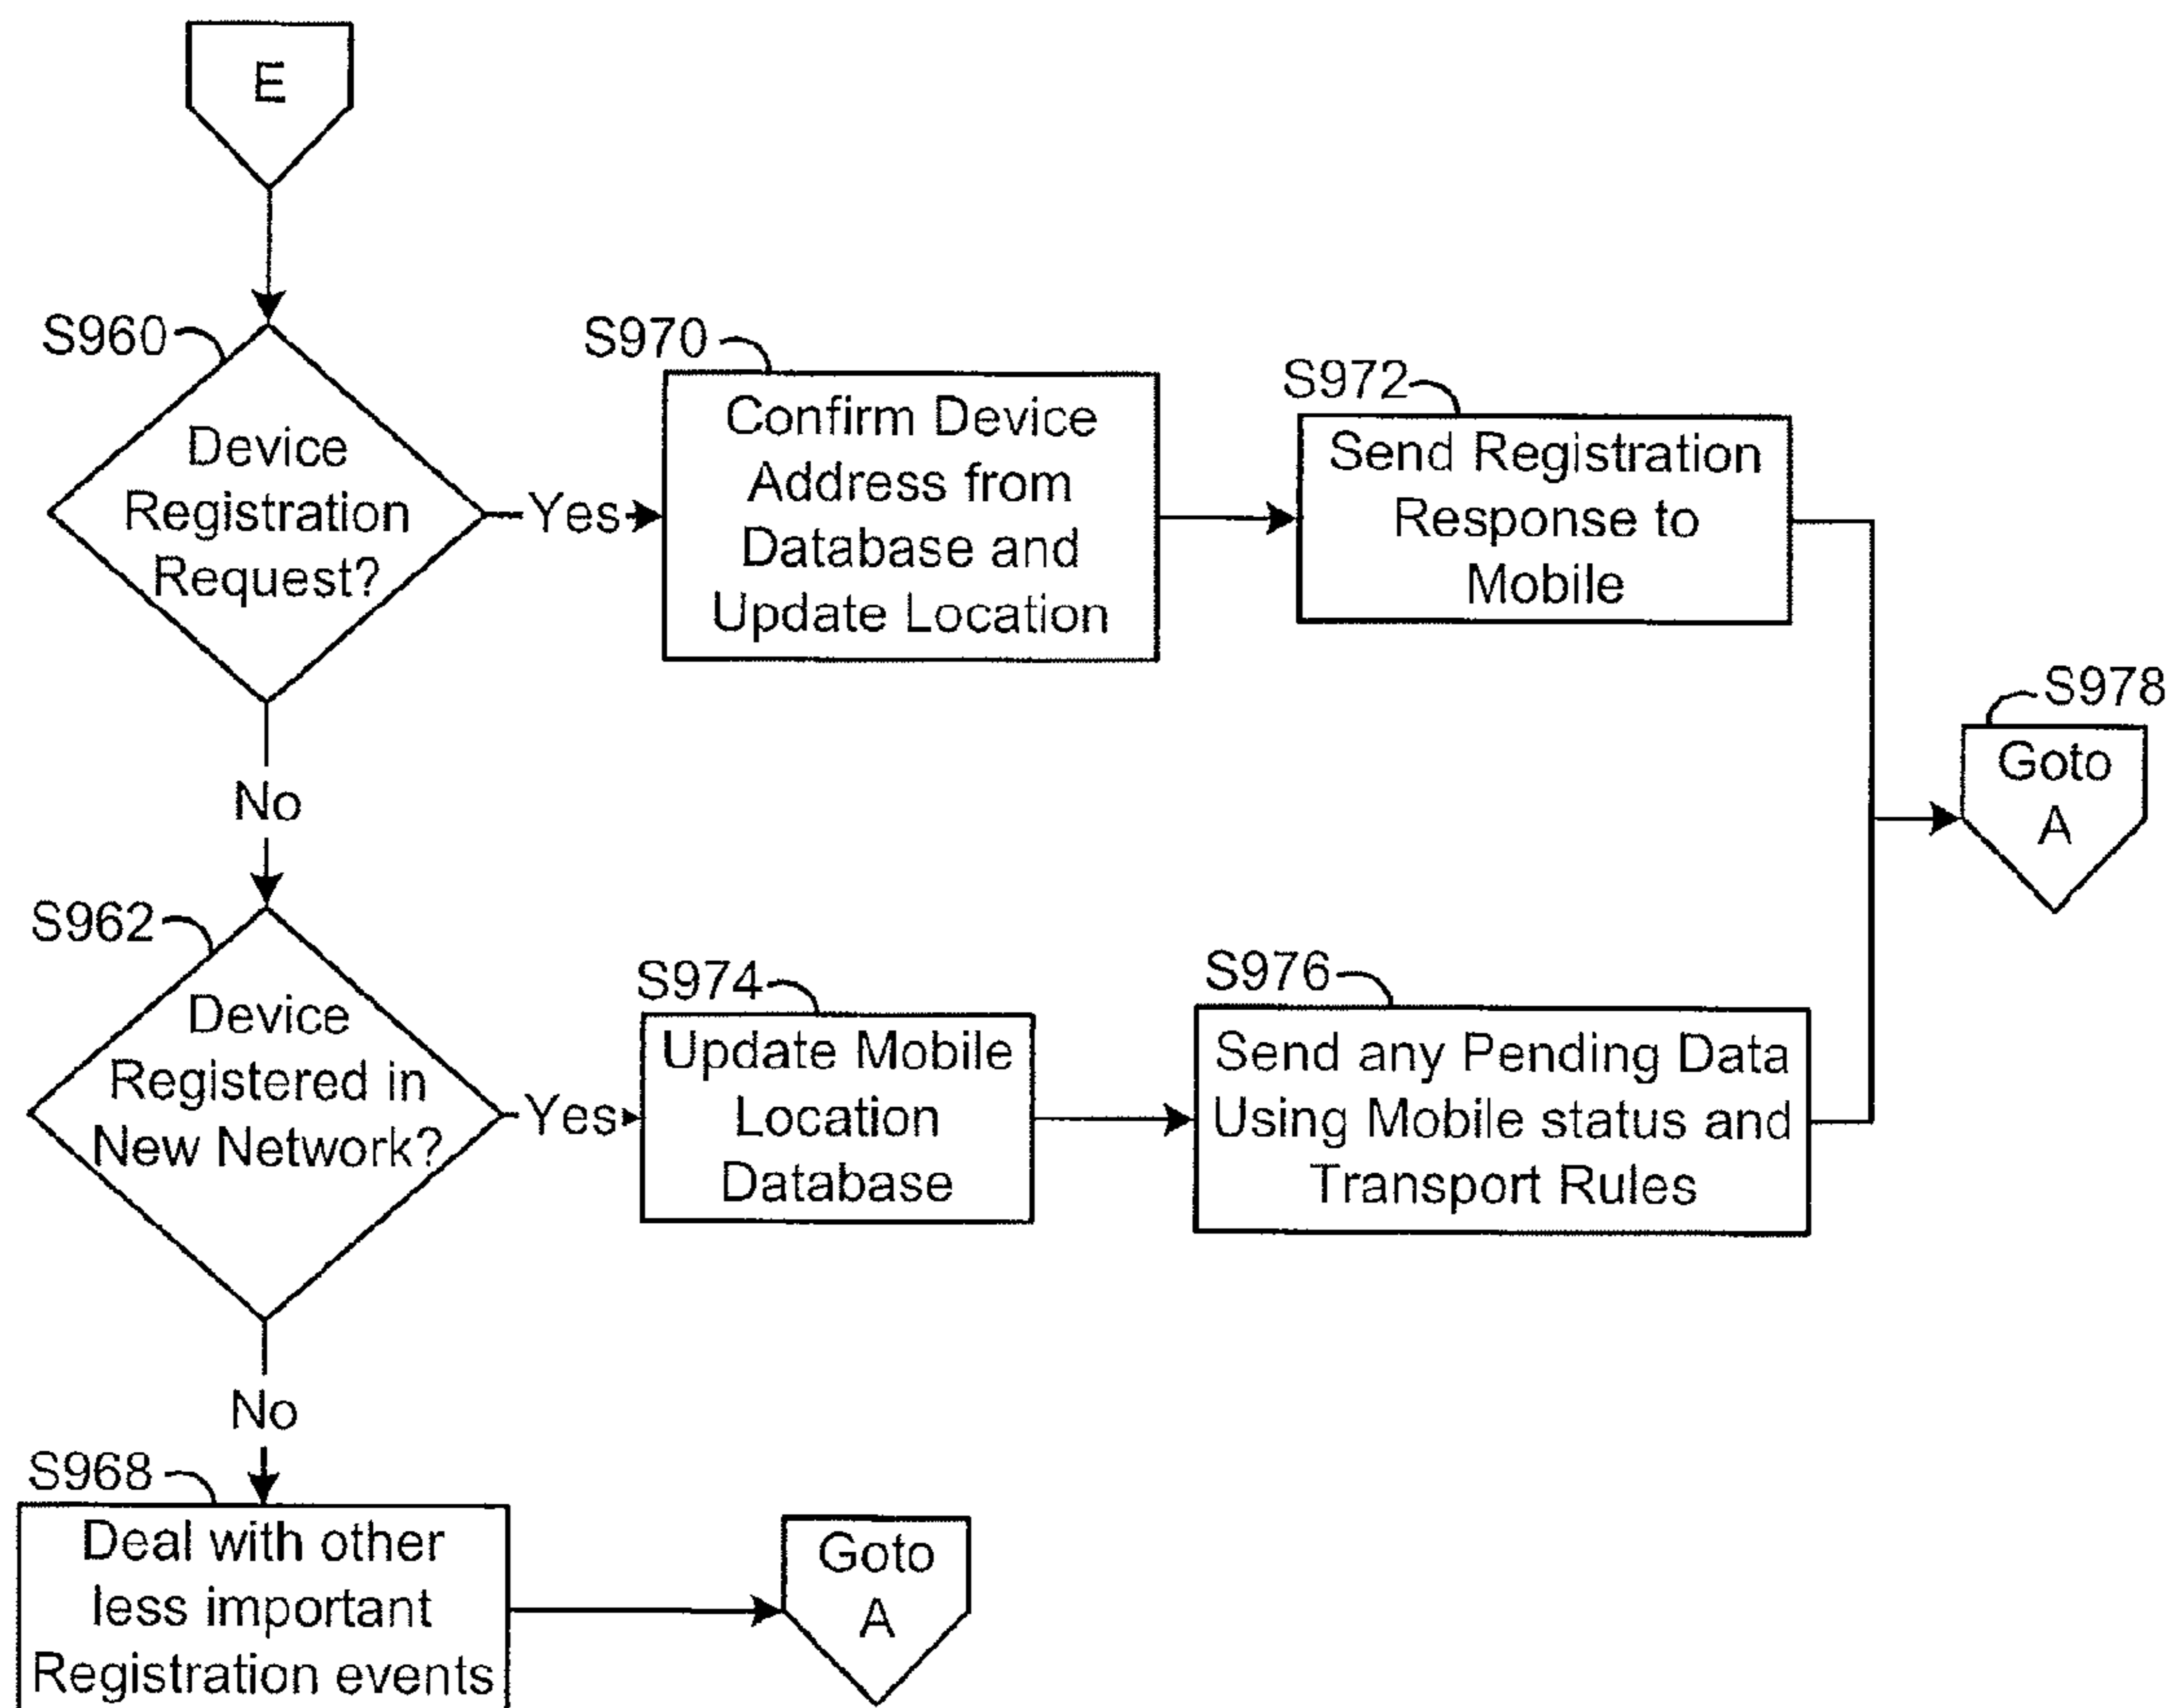 E
S960
Device
Registration
Request?
Yes
S970
Confirm Device
Address from
Database and
Update Location
S972
Send Registration
Response to
Mobile
S978
Goto
A
No
S962
Device
Registered in
New Network?
Yes
S974
Update Mobile
Location
Database
S976
Send any Pending Data
Using Mobile status and
Transport Rules
No
S968
Deal with other
less important
Registration events
Goto
A